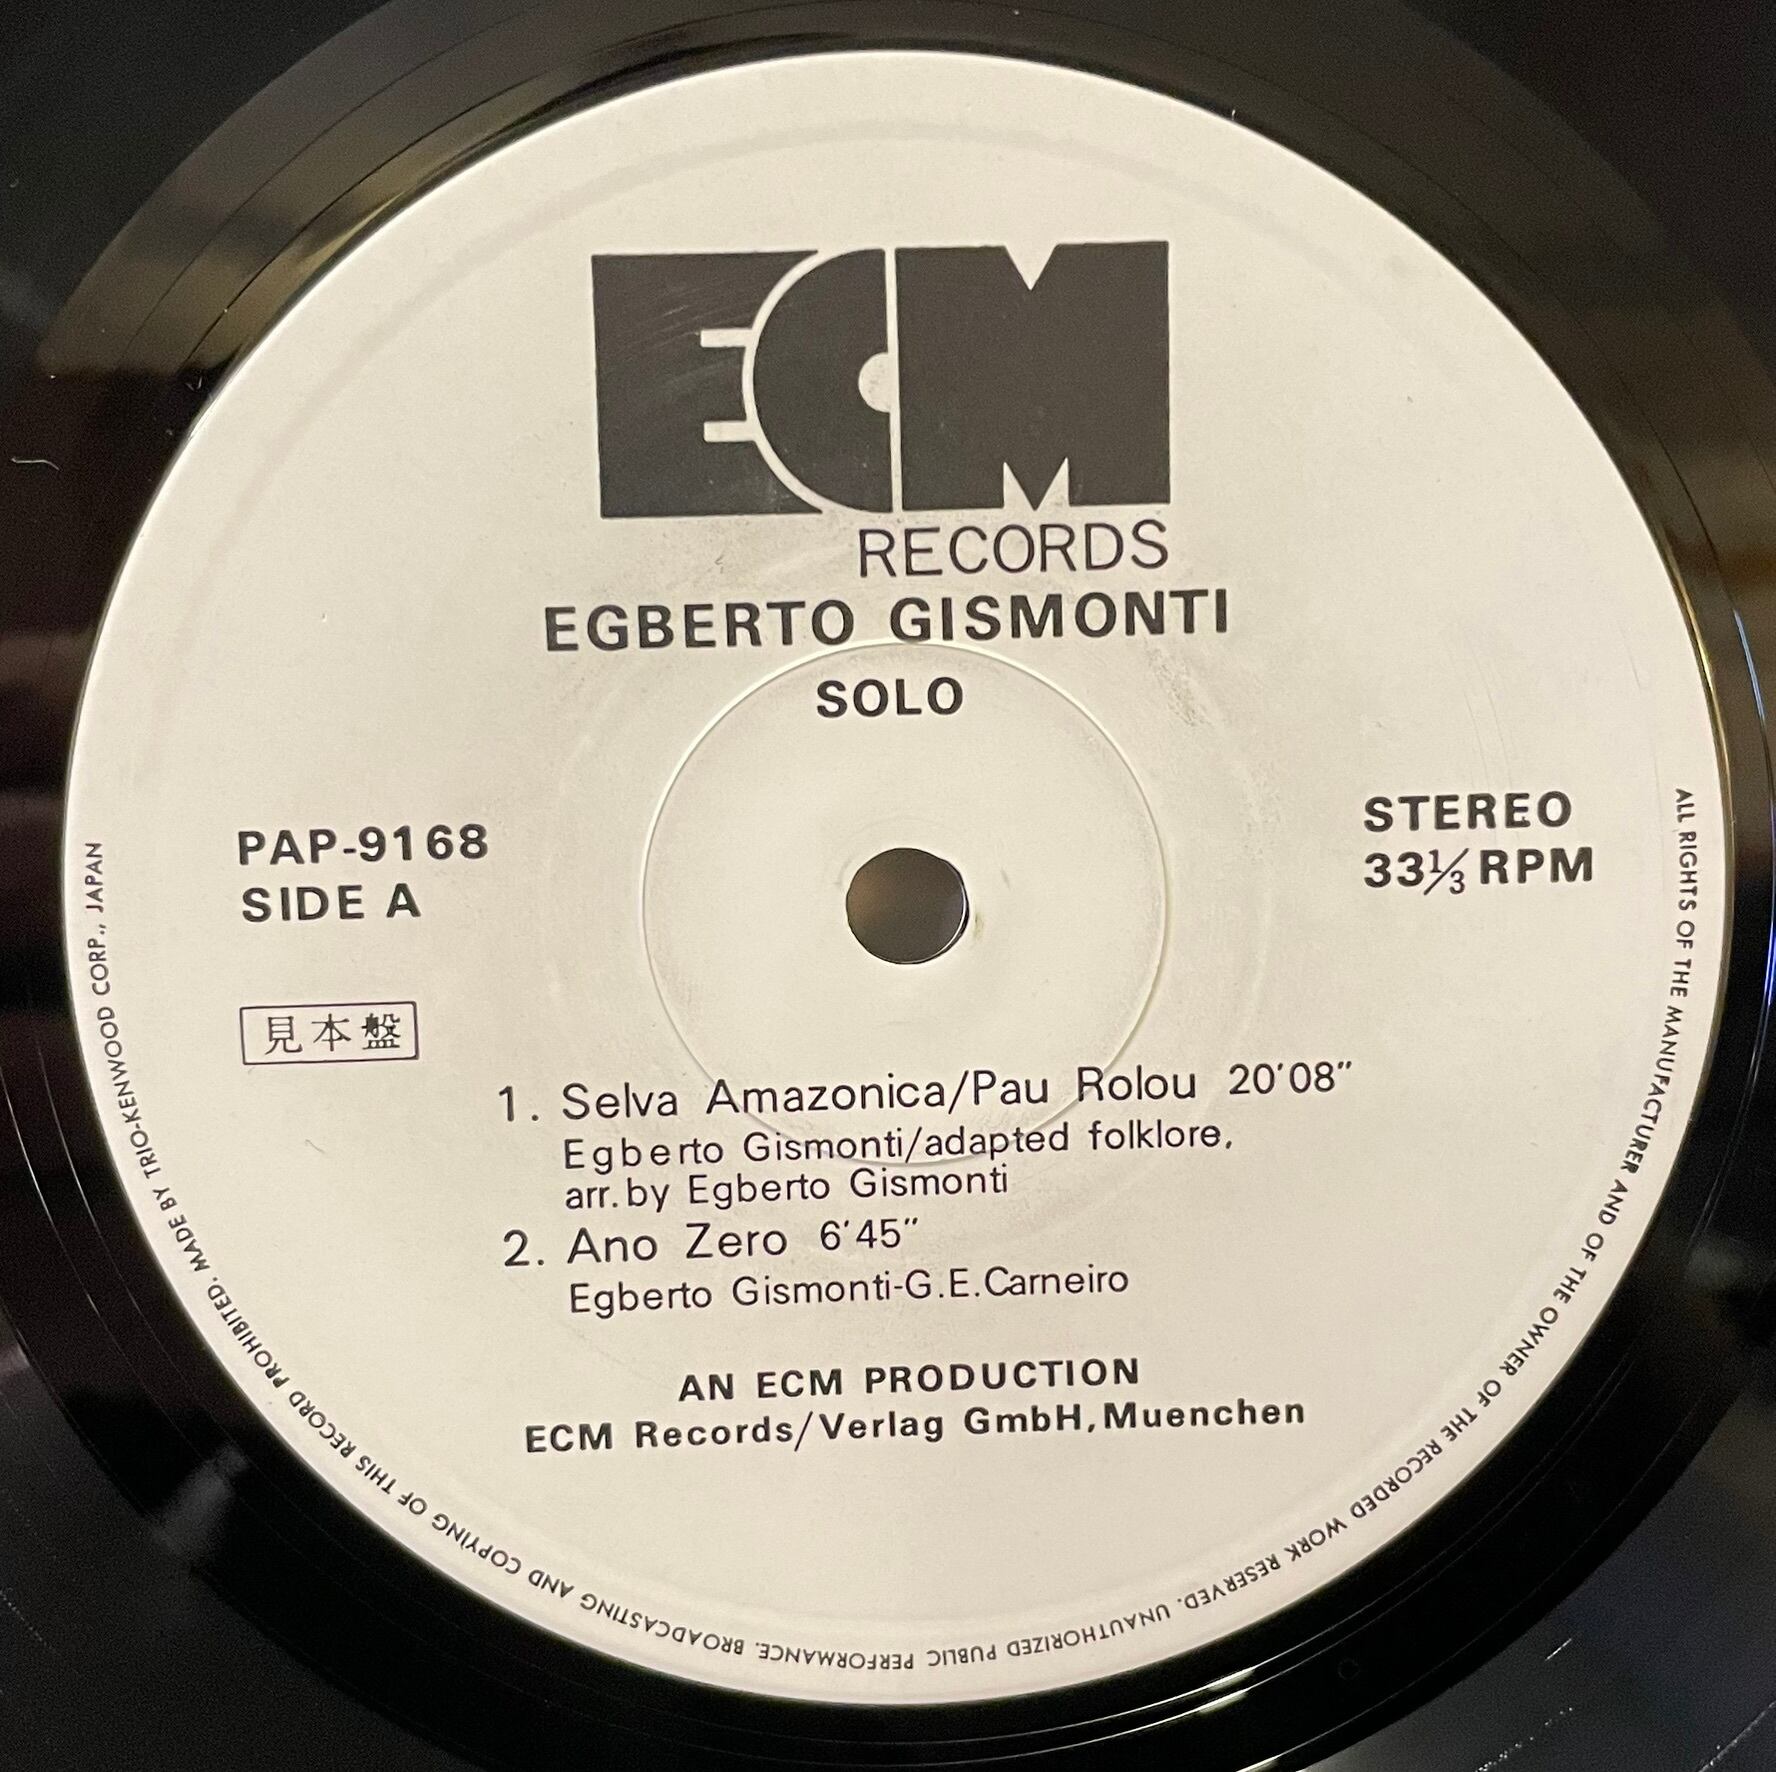 ECM
RECORDS
EGBERTO GISMONTI
SOLO
PAP-9168
SIDE A
STEREO
33⅓ RPM
見本盤
1. Selva Amazonica/Pau Rolou 20'08"
Egberto Gismonti/adapted folklore,
arr. by Egberto Gismonti
2. Ano Zero 6'45"
Egberto Gismonti-G.E.Carneiro
AN ECM PRODUCTION
ECM Records/Verlag GmbH, Muenchen
ALL RIGHTS OF THE MANUFACTURER AND OF THE OWNER OF THE RECORDED WORK RESERVED. UNAUTHORIZED PUBLIC PERFORMANCE. BROADCASTING AND COPYING OF THIS RECORD PROHIBITED. MADE BY TRIO-KENWOOD CORP., JAPAN